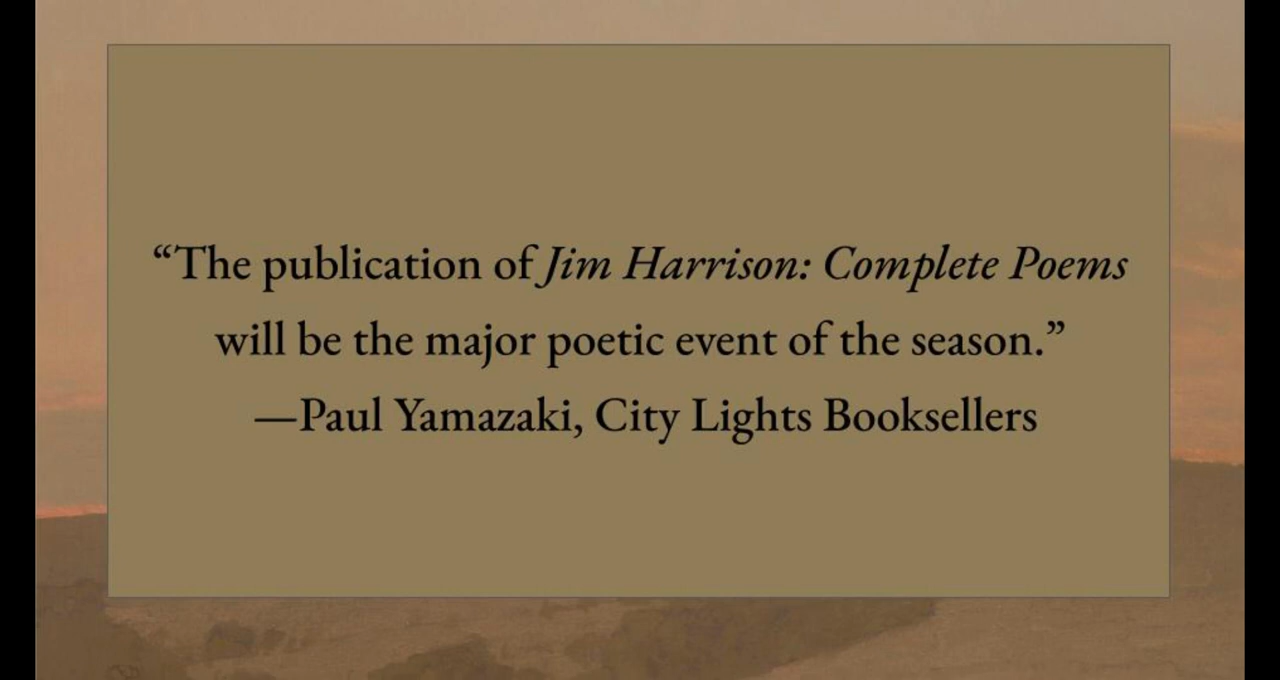 “The publication of Jim Harrison: Complete Poems
will be the major poetic event of the season.”
—Paul Yamazaki, City Lights Booksellers